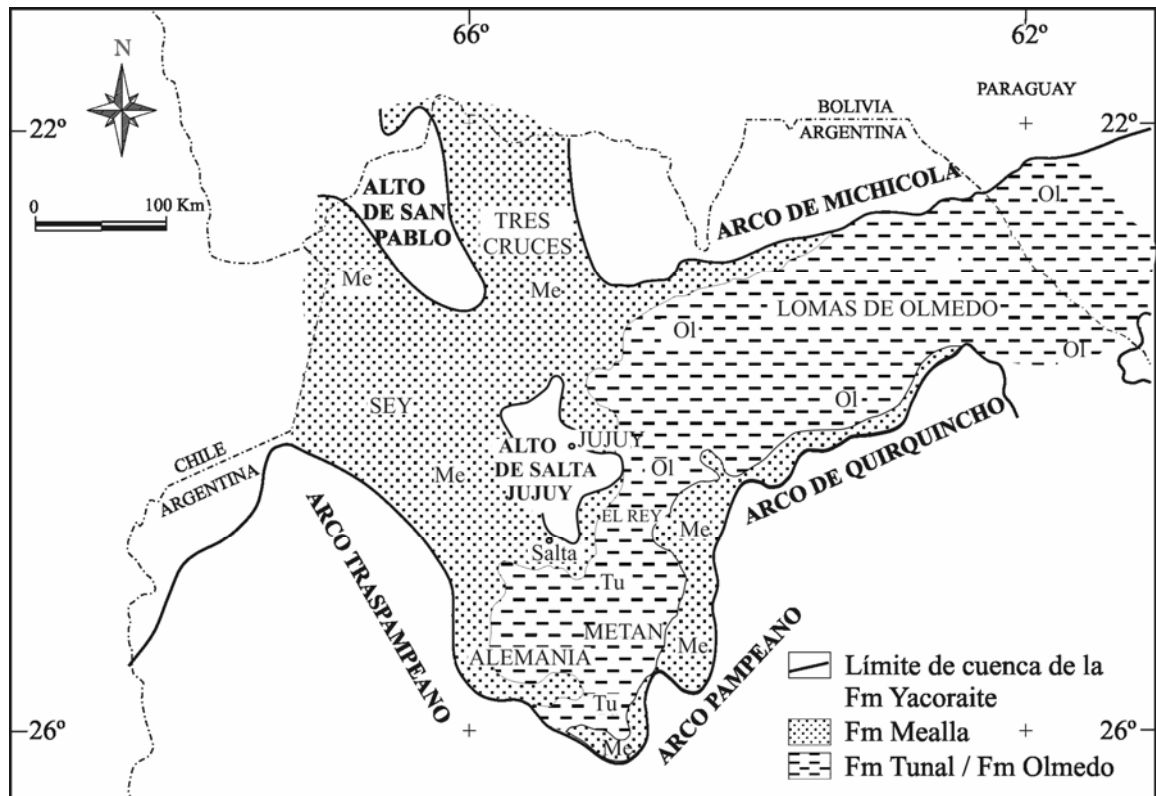 66º
62º
N
PARAGUAY
BOLIVIA
ARGENTINA
22º
22º
0
100 Km
ALTO
DE SAN
PABLO
TRES
CRUCES
ARCO DE MICHICOLA
Ol
Me
Me
LOMAS DE OLMEDO
Ol
Ol
Ol
SEY
JUJUY
ALTO
DE SALTA
JUJUY
Me
Ol
CHILE
ARGENTINA
ARCO DE QUIRQUINCHO
EL REY
Me
Salta
ARCO TRASPAMPEANO
Tu
METAN
Me
ALEMANIA
ARCO PAMPEANO
Tu
Me
26º
26º
Límite de cuenca de la
Fm Yacoraite
Fm Mealla
Fm Tunal / Fm Olmedo